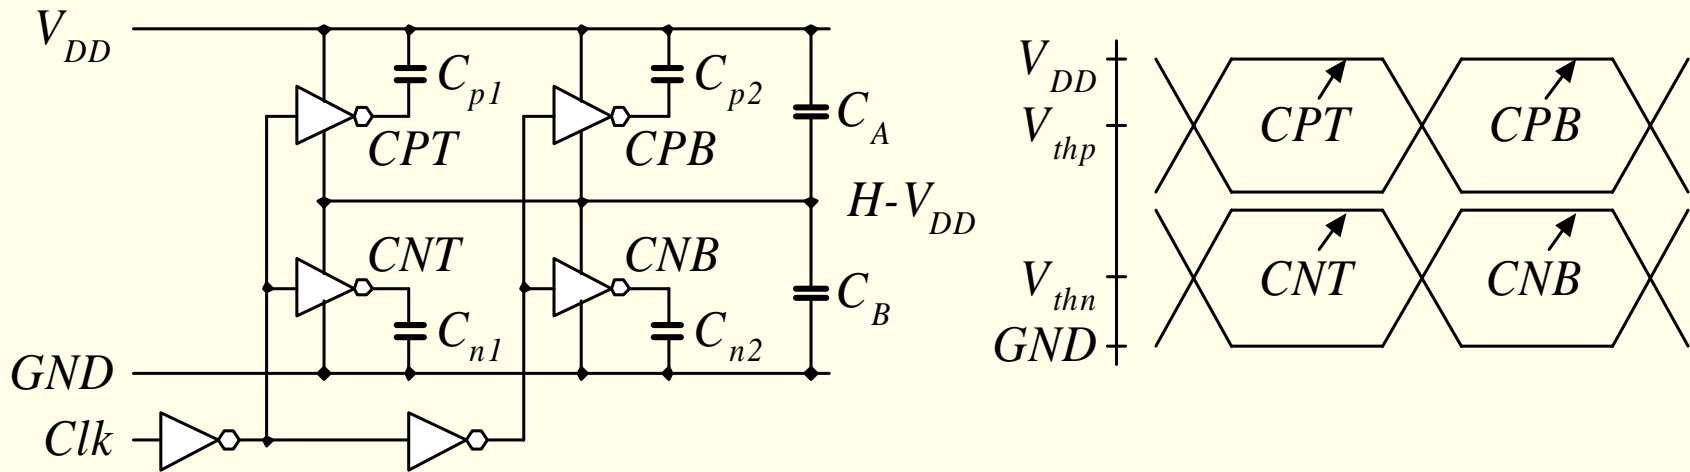 V_DD
C_p1
C_p2
C_A
CPT
CPB
H-V_DD
CNT
CNB
C_n1
C_n2
C_B
GND
Clk
V_DD
V_thp
CPT
CPB
V_thn
CNT
CNB
GND